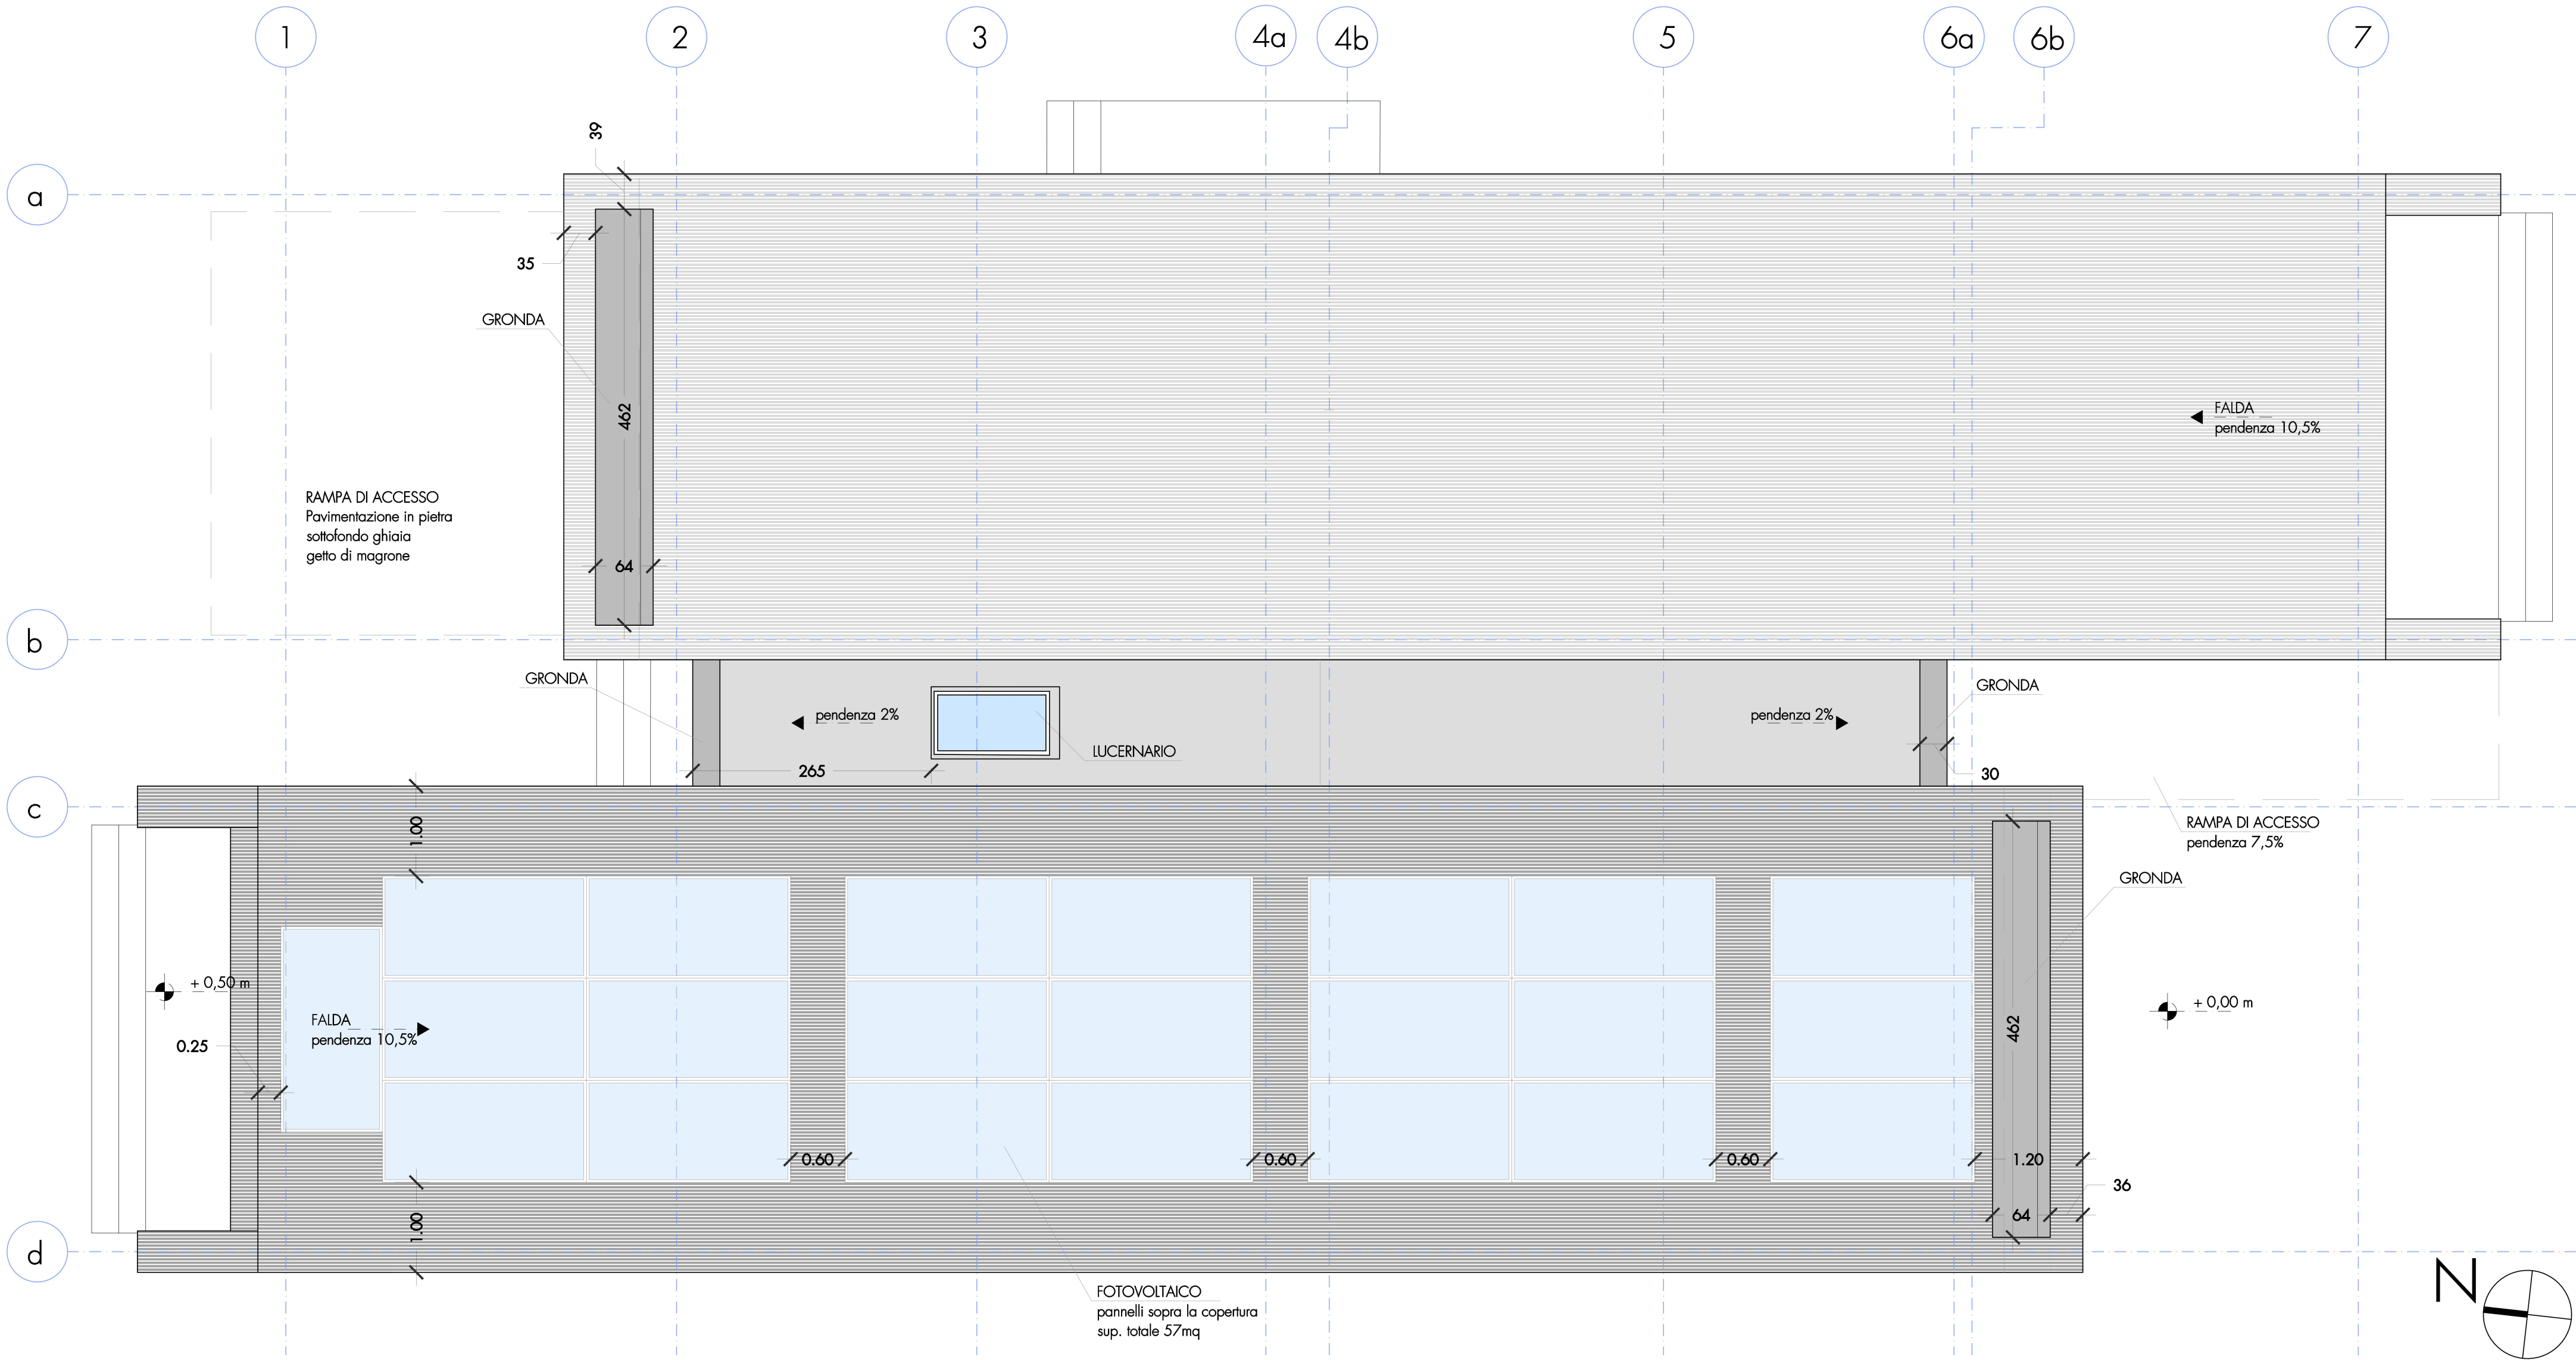 1
2
3
4a
4b
5
6a
6b
7
39
a
35
GRONDA
462
FALDA
pendenza 10,5%
RAMPA DI ACCESSO
Pavimentazione in pietra
sottofondo ghiaia
getto di magrone
64
b
GRONDA
GRONDA
pendenza 2%
pendenza 2%
LUCERNARIO
265
30
c
1.00
RAMPA DI ACCESSO
pendenza 7,5%
GRONDA
+ 0,50 m
+ 0,00 m
FALDA
pendenza 10,5%
0.25
462
0.60
0.60
0.60
1.20
36
64
1.00
d
N
FOTOVOLTAICO
pannelli sopra la copertura
sup. totale 57mq